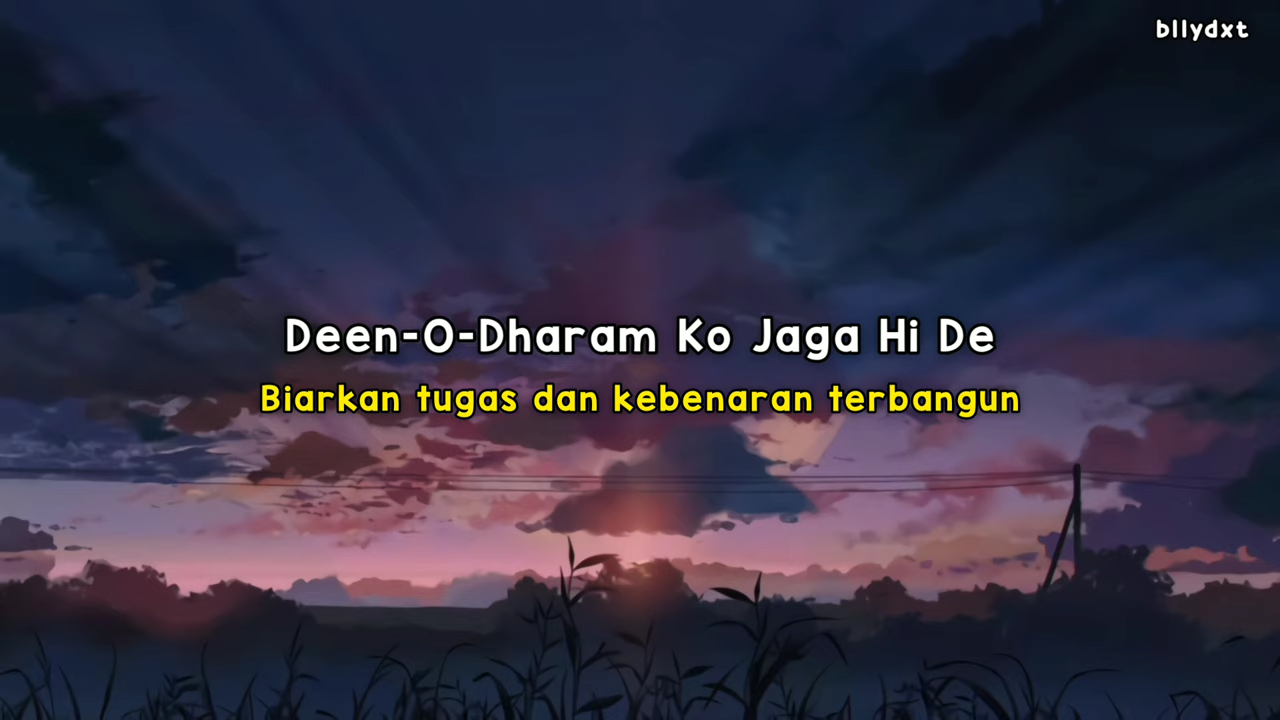 bllydxt
Deen-O-Dharam Ko Jaga Hi De
Biarkan tugas dan kebenaran terbangun